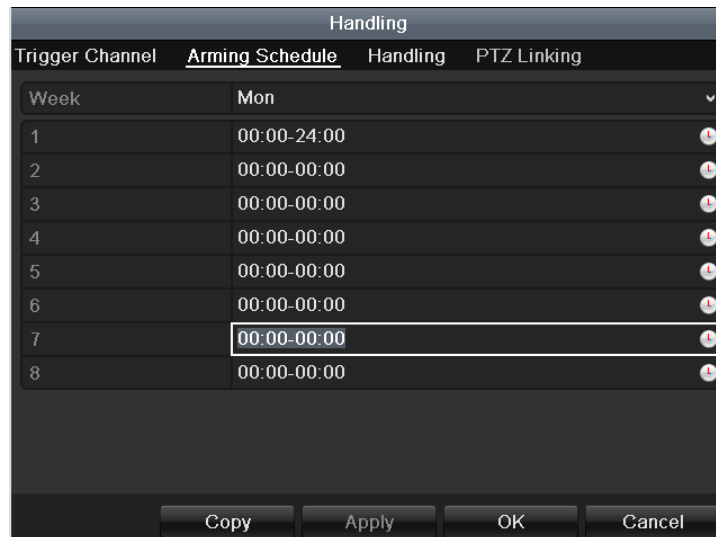 Handling
Trigger Channel Arming Schedule Handling PTZ Linking
Week Mon
1 00:00-24:00
2 00:00-00:00
3 00:00-00:00
4 00:00-00:00
5 00:00-00:00
6 00:00-00:00
7 00:00-00:00
8 00:00-00:00
Copy Apply OK Cancel